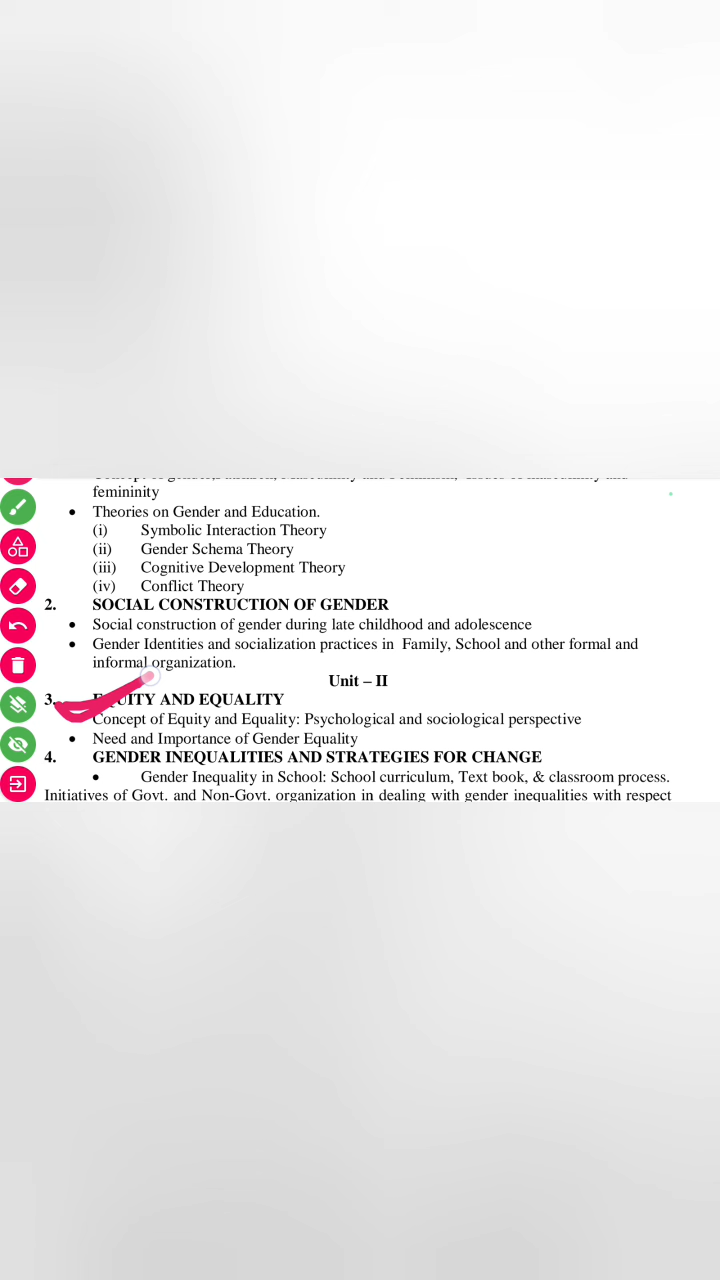 femininity
• Theories on Gender and Education.
(i) Symbolic Interaction Theory
(ii) Gender Schema Theory
(iii) Cognitive Development Theory
(iv) Conflict Theory
2. SOCIAL CONSTRUCTION OF GENDER
• Social construction of gender during late childhood and adolescence
• Gender Identities and socialization practices in Family, School and other formal and
informal organization.
Unit – II
3. EQUITY AND EQUALITY
Concept of Equity and Equality: Psychological and sociological perspective
• Need and Importance of Gender Equality
4. GENDER INEQUALITIES AND STRATEGIES FOR CHANGE
• Gender Inequality in School: School curriculum, Text book, & classroom process.
Initiatives of Govt. and Non-Govt. organization in dealing with gender inequalities with respect